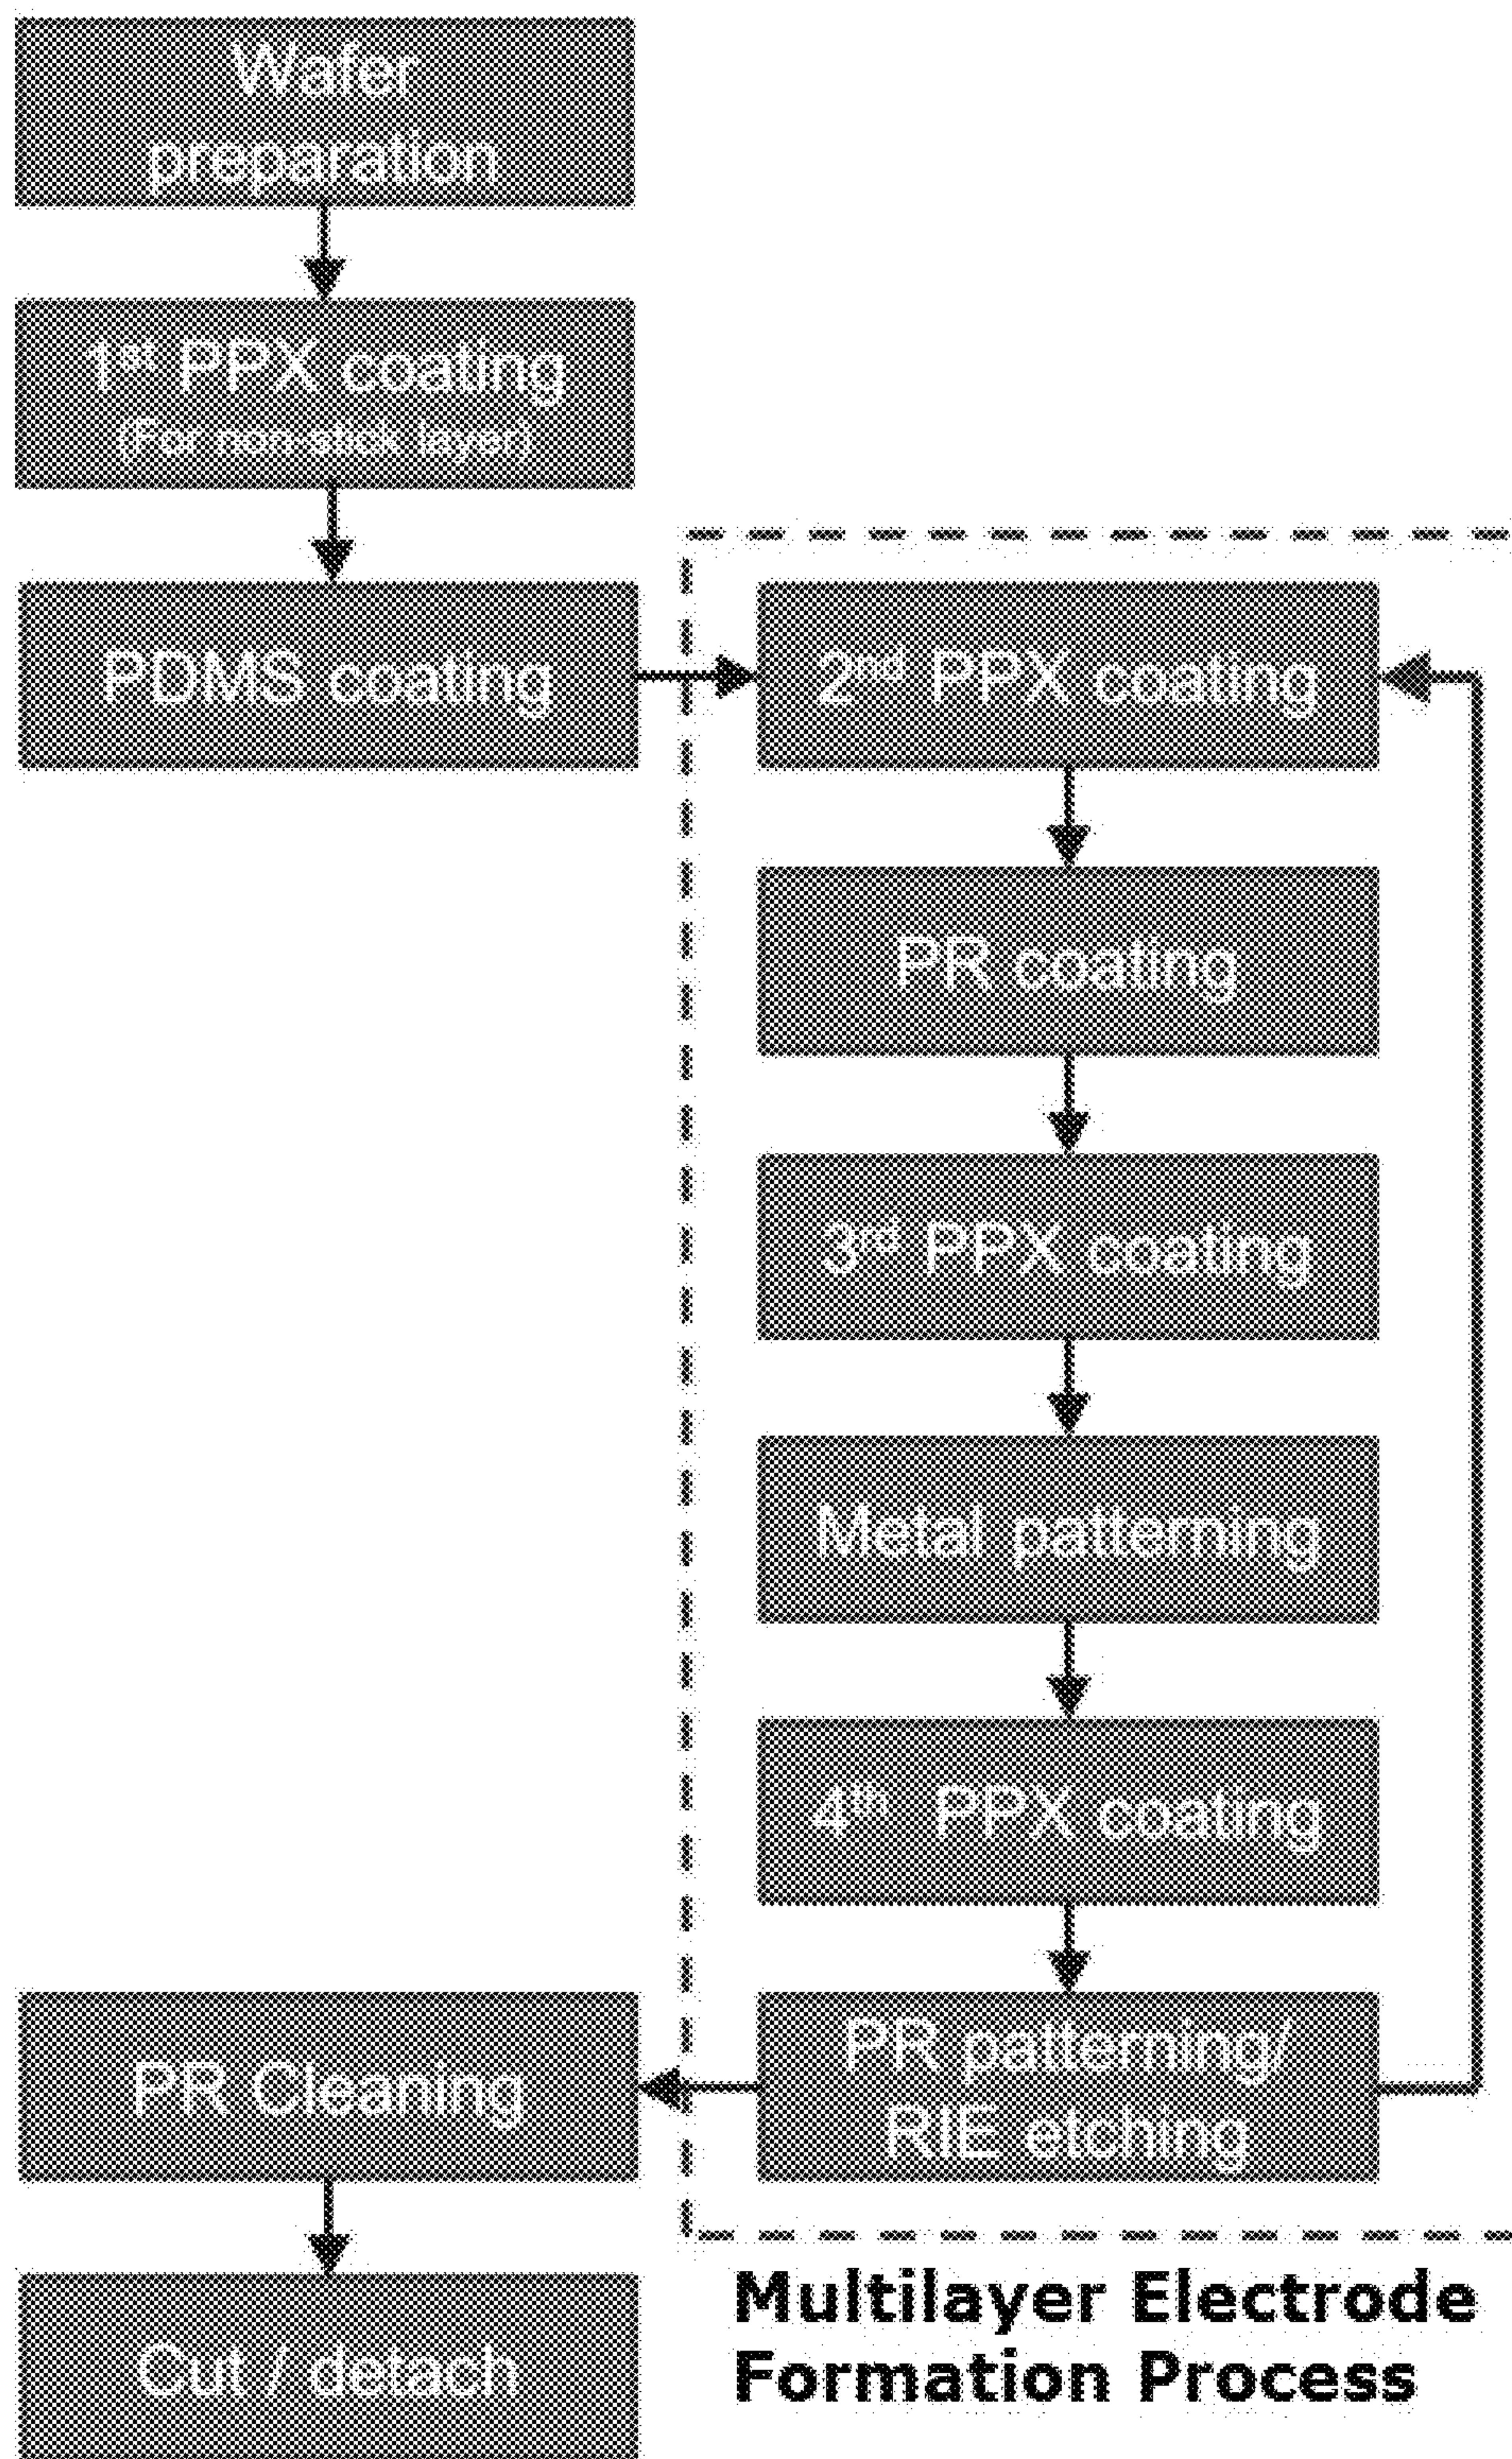 Wafer
preparation
1st PPX coating
(For non-stick layer)
PDMS coating
2nd PPX coating
PR coating
3rd PPX coating
Metal patterning
4th PPX coating
PR patterning/
RIE etching
PR Cleaning
Cut / detach
Multilayer Electrode
Formation Process